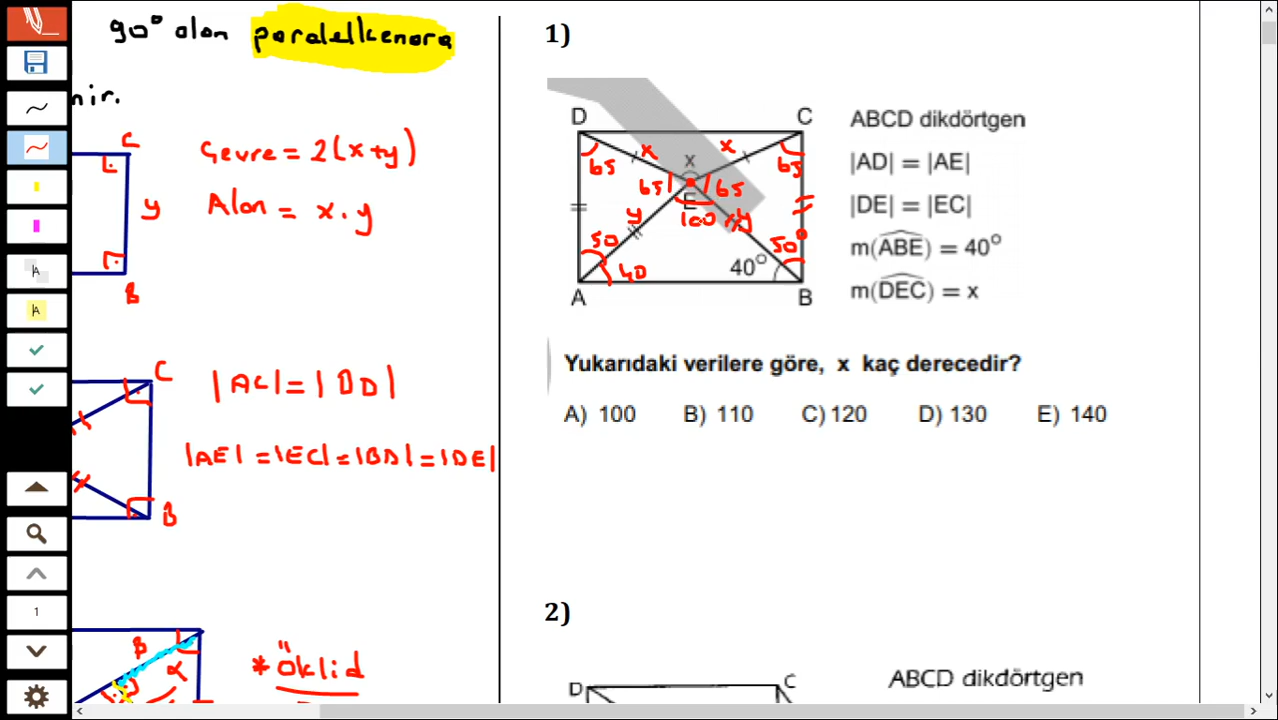 90° olan paralelkenara
nir.
C
Çevre = 2(x+y)
y
Alan = x.y
B
C
|AC| = |BD|
|AE| = |EC| = |BD| = |DE|
B
B
α
*Öklid
1)
D
C
ABCD dikdörtgen
x
x
x
65
65
|AD| = |AE|
65
65
E
|DE| = |EC|
y
100
y
50
50°
m(ABE) = 40°
40
40°
A
B
m(DEC) = x
Yukarıdaki verilere göre, x kaç derecedir?
A) 100 B) 110 C) 120 D) 130 E) 140
2)
D
C
ABCD dikdörtgen
A
A
1